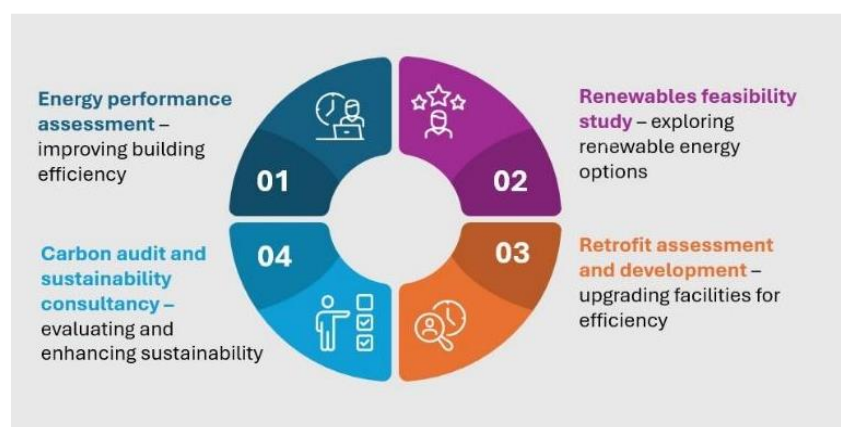 Energy performance
assessment –
improving building
efficiency
01
02
Renewables feasibility
study – exploring
renewable energy
options
Carbon audit and
sustainability
consultancy –
evaluating and
enhancing sustainability
04
03
Retrofit assessment
and development –
upgrading facilities for
efficiency